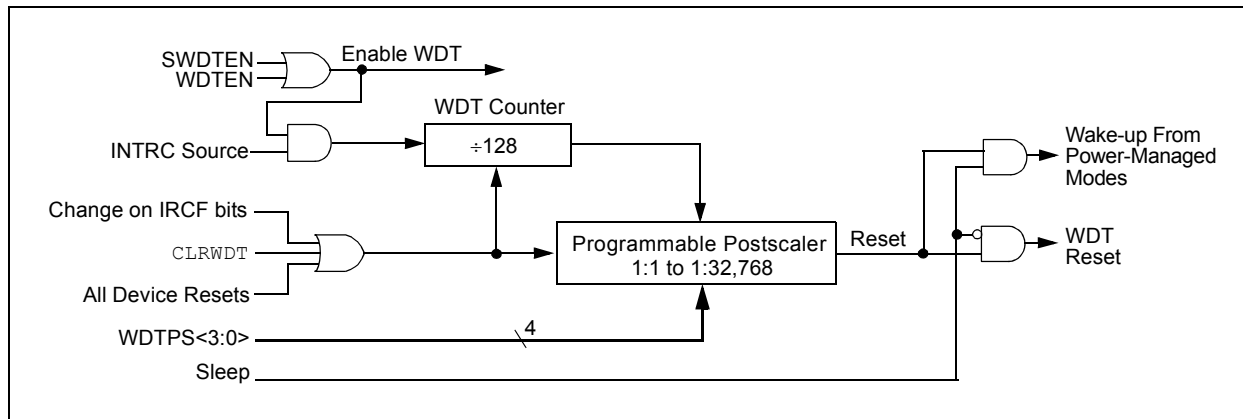 SWDTEN
WDTEN
Enable WDT
WDT Counter
INTRC Source
÷128
Wake-up From
Power-Managed
Modes
Change on IRCF bits
CLRWDT
All Device Resets
Programmable Postscaler
1:1 to 1:32,768
Reset
WDT
Reset
WDTPS<3:0>
4
Sleep